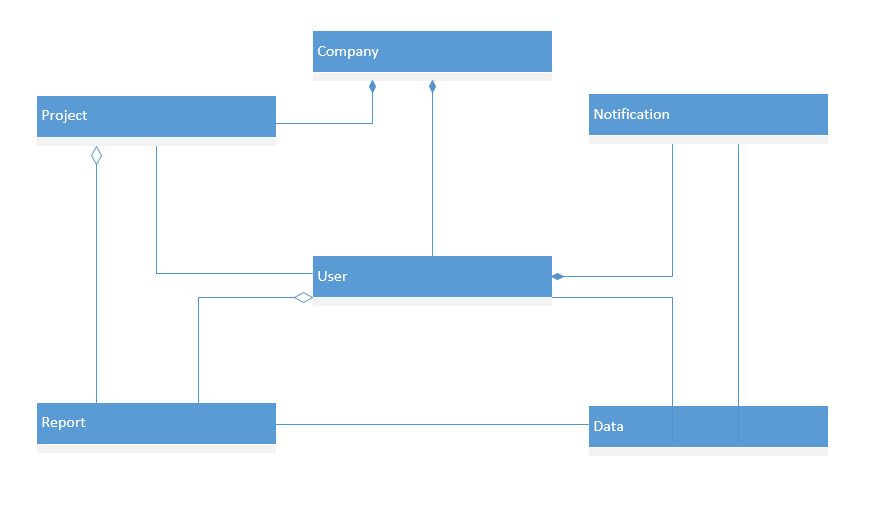 Company
Project
Notification
User
Report
Data